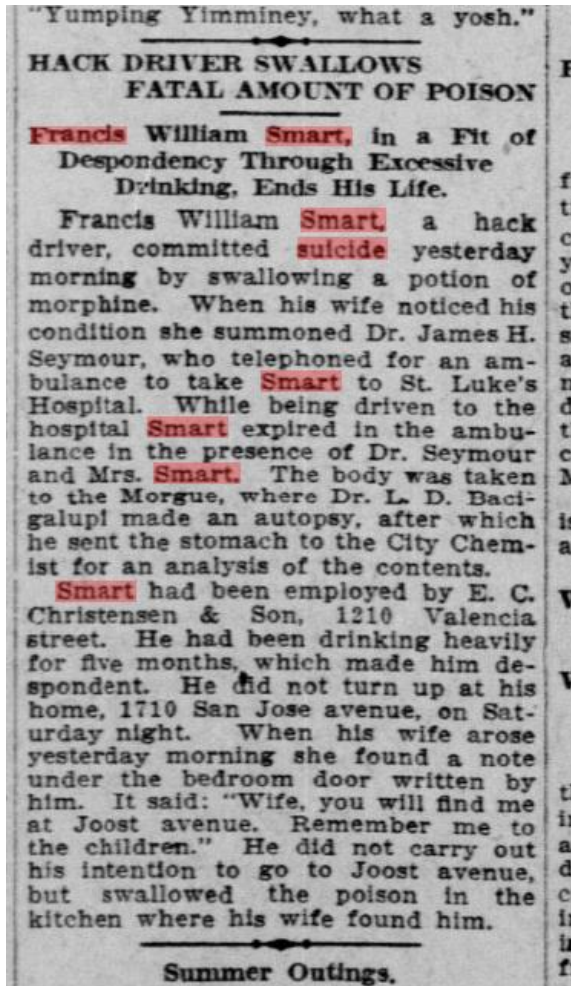 "Yumping Yimminey, what a yosh."
HACK DRIVER SWALLOWS
FATAL AMOUNT OF POISON
Francis William Smart, in a Fit of
Despondency Through Excessive
Drinking, Ends His Life.
Francis William Smart, a hack
driver, committed suicide yesterday
morning by swallowing a potion of
morphine. When his wife noticed his
condition she summoned Dr. James H.
Seymour, who telephoned for an am-
bulance to take Smart to St. Luke's
Hospital. While being driven to the
hospital Smart expired in the ambu-
lance in the presence of Dr. Seymour
and Mrs. Smart. The body was taken
to the Morgue, where Dr. L. D. Baci-
galupi made an autopsy, after which
he sent the stomach to the City Chem-
ist for an analysis of the contents.
Smart had been employed by E. C.
Christensen & Son, 1210 Valencia
street. He had been drinking heavily
for five months, which made him de-
spondent. He did not turn up at his
home, 1710 San Jose avenue, on Sat-
urday night. When his wife arose
yesterday morning she found a note
under the bedroom door written by
him. It said: "Wife, you will find me
at Joost avenue. Remember me to
the children." He did not carry out
his intention to go to Joost avenue,
but swallowed the poison in the
kitchen where his wife found him.
Summer Outings.